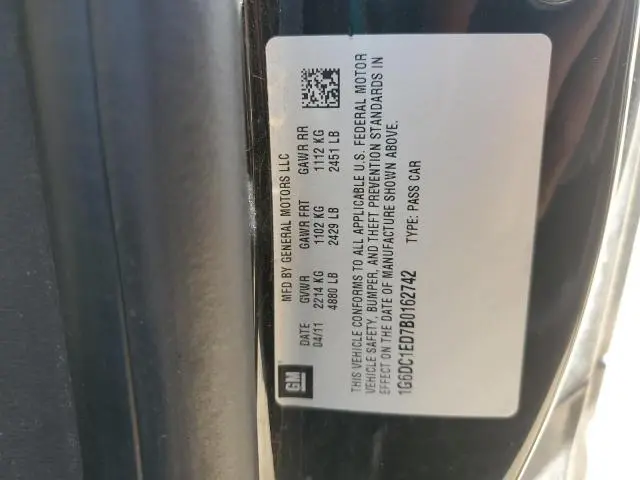 GM
MFD BY GENERAL MOTORS LLC
DATE GVWR GAWR FRT GAWR RR
04/11 2214 KG 1102 KG 1112 KG
4880 LB 2429 LB 2451 LB
THIS VEHICLE CONFORMS TO ALL APPLICABLE U.S. FEDERAL MOTOR
VEHICLE SAFETY, BUMPER, AND THEFT PREVENTION STANDARDS IN
EFFECT ON THE DATE OF MANUFACTURE SHOWN ABOVE.
1G6DC1ED7B0162742 TYPE: PASS CAR